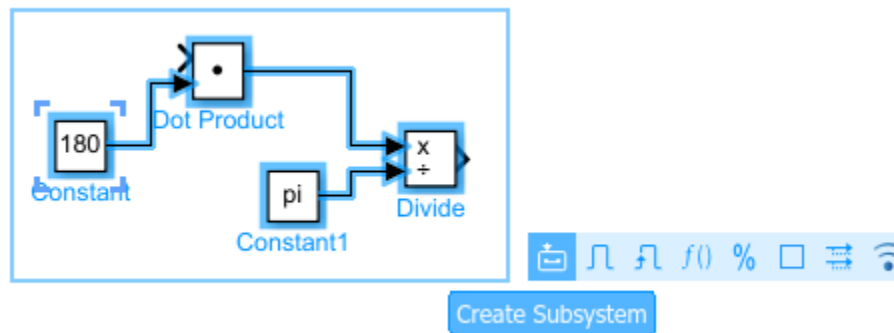 Dot Product
180
Constant
x
÷
Divide
pi
Constant1
f()
%
Create Subsystem